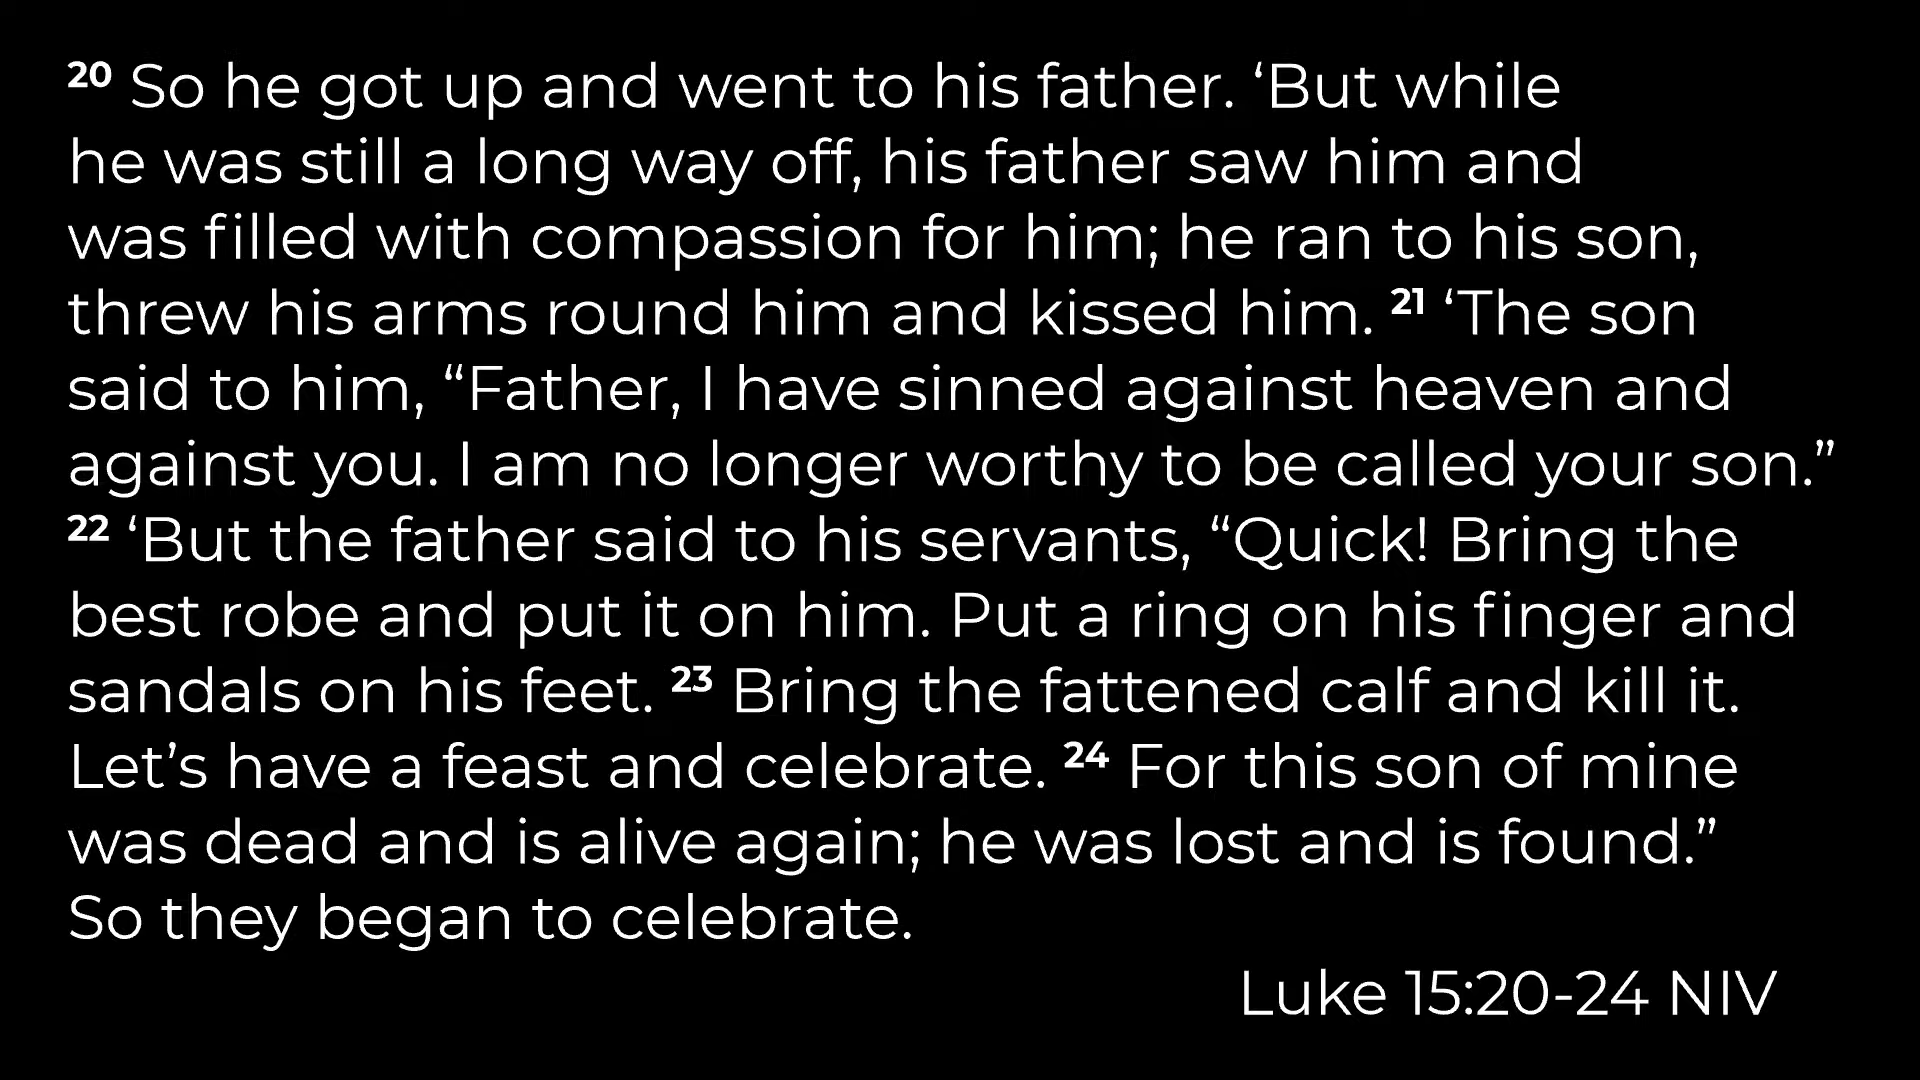 20 So he got up and went to his father. ‘But while
he was still a long way off, his father saw him and
was filled with compassion for him; he ran to his son,
threw his arms round him and kissed him. 21 ‘The son
said to him, “Father, I have sinned against heaven and
against you. I am no longer worthy to be called your son.”
22 ‘But the father said to his servants, “Quick! Bring the
best robe and put it on him. Put a ring on his finger and
sandals on his feet. 23 Bring the fattened calf and kill it.
Let’s have a feast and celebrate. 24 For this son of mine
was dead and is alive again; he was lost and is found.”
So they began to celebrate.
Luke 15:20-24 NIV